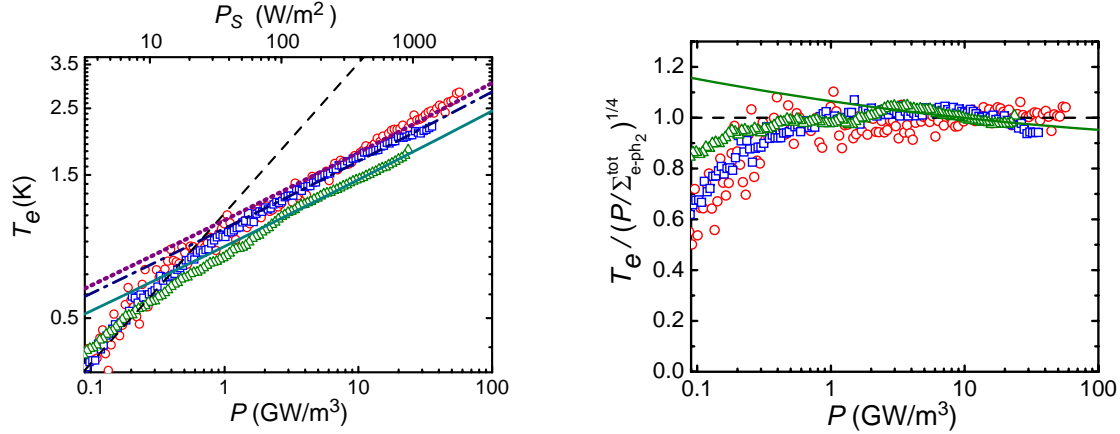 P_S (W/m²)
10 100 1000
3.5
2.5
1.5
0.5
T_e(K)
0.1 1 10 100
P (GW/m³)
1.2
1.0
0.8
0.6
0.4
0.2
0.0
T_e / (P/Σ^tot_e-ph₂)^1/4
0.1 1 10 100
P (GW/m³)